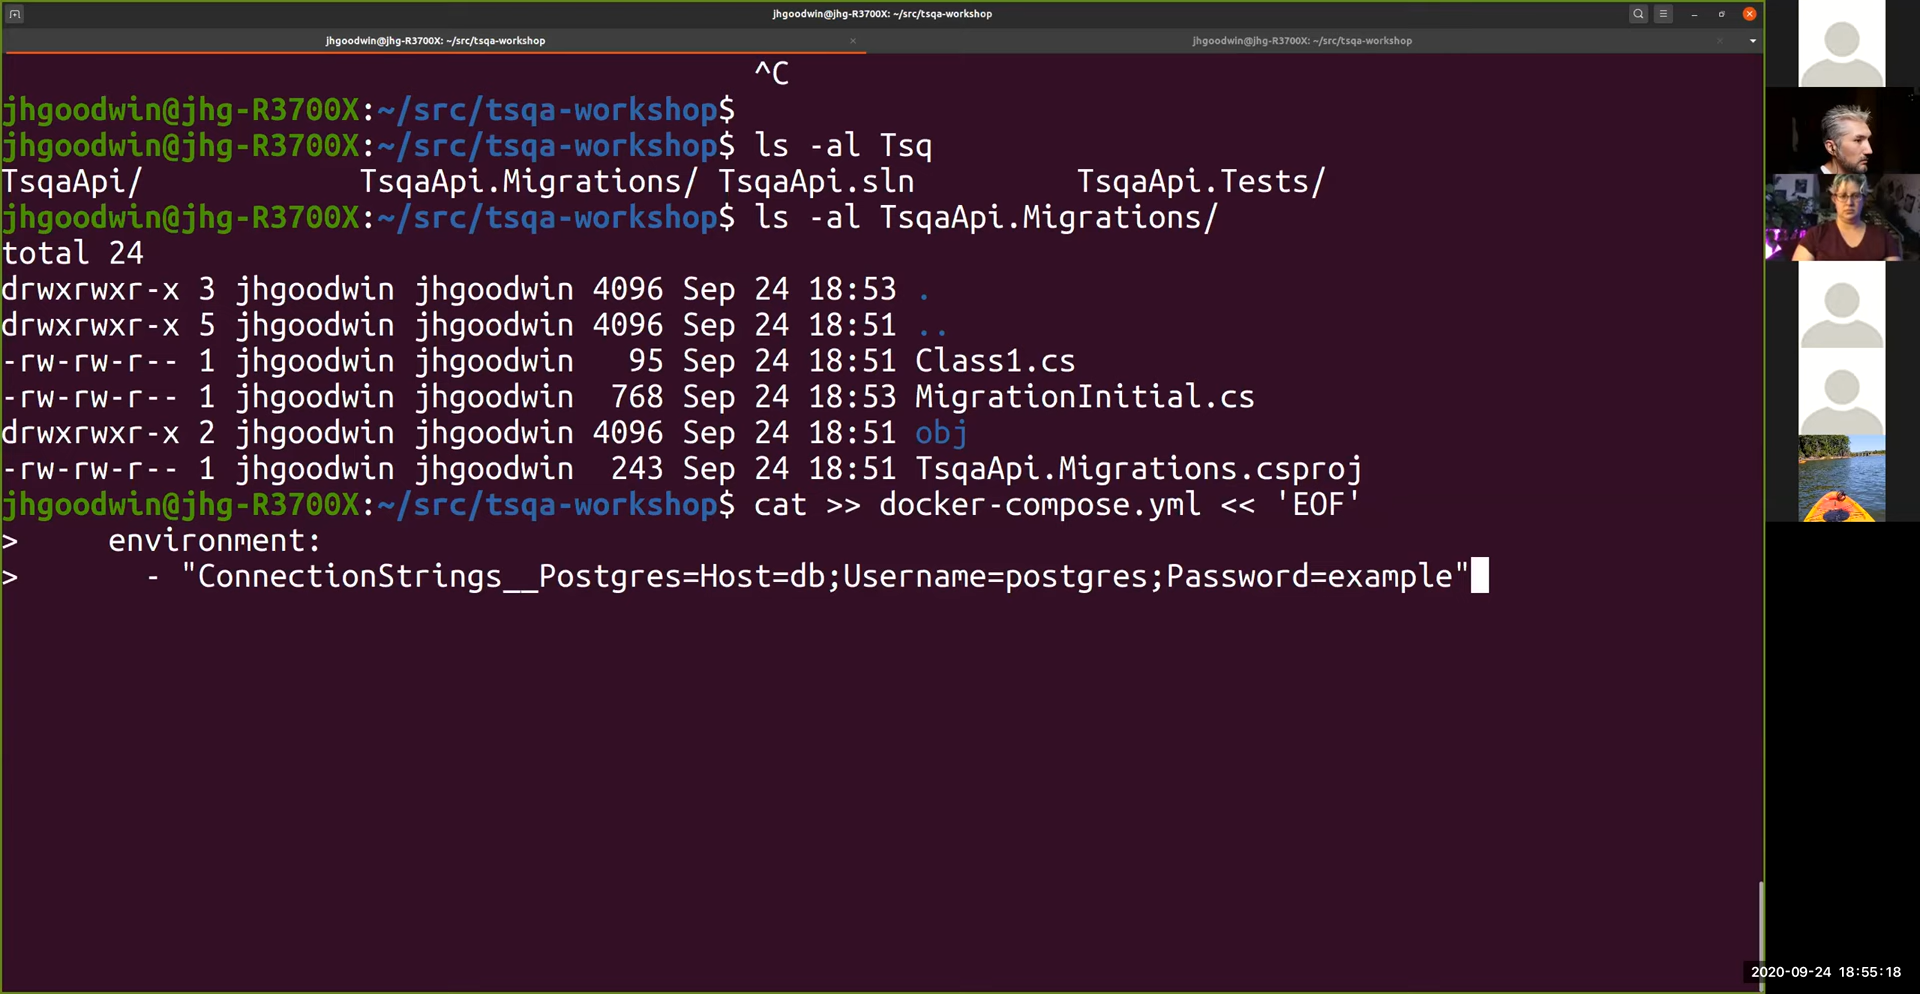 jhgoodwin@jhg-R3700X: ~/src/tsqa-workshop
jhgoodwin@jhg-R3700X: ~/src/tsqa-workshop
jhgoodwin@jhg-R3700X: ~/src/tsqa-workshop
^C
jhgoodwin@jhg-R3700X:~/src/tsqa-workshop$
jhgoodwin@jhg-R3700X:~/src/tsqa-workshop$ ls -al Tsq
TsqaApi/ TsqaApi.Migrations/ TsqaApi.sln TsqaApi.Tests/
jhgoodwin@jhg-R3700X:~/src/tsqa-workshop$ ls -al TsqaApi.Migrations/
total 24
drwxrwxr-x 3 jhgoodwin jhgoodwin 4096 Sep 24 18:53 .
drwxrwxr-x 5 jhgoodwin jhgoodwin 4096 Sep 24 18:51 ..
-rw-rw-r-- 1 jhgoodwin jhgoodwin 95 Sep 24 18:51 Class1.cs
-rw-rw-r-- 1 jhgoodwin jhgoodwin 768 Sep 24 18:53 MigrationInitial.cs
drwxrwxr-x 2 jhgoodwin jhgoodwin 4096 Sep 24 18:51 obj
-rw-rw-r-- 1 jhgoodwin jhgoodwin 243 Sep 24 18:51 TsqaApi.Migrations.csproj
jhgoodwin@jhg-R3700X:~/src/tsqa-workshop$ cat >> docker-compose.yml << 'EOF'
> environment:
> - "ConnectionStrings__Postgres=Host=db;Username=postgres;Password=example"
2020-09-24 18:55:18